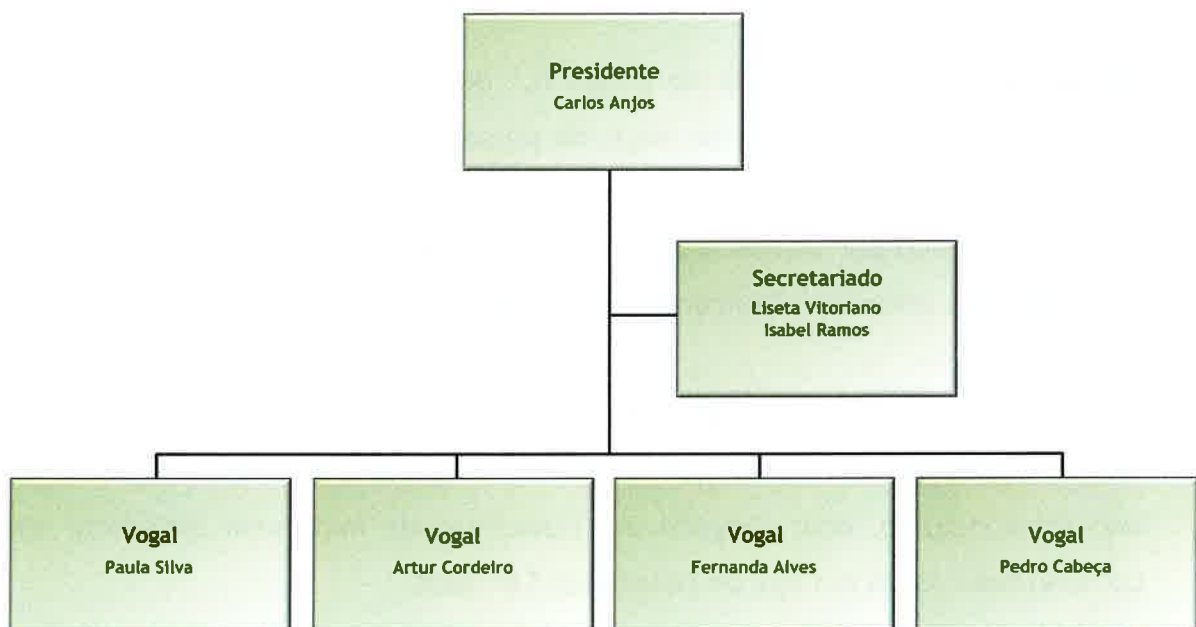 Presidente
Carlos Anjos
Secretariado
Liseta Vitoriano
Isabel Ramos
Vogal
Paula Silva
Vogal
Artur Cordeiro
Vogal
Fernanda Alves
Vogal
Pedro Cabeça